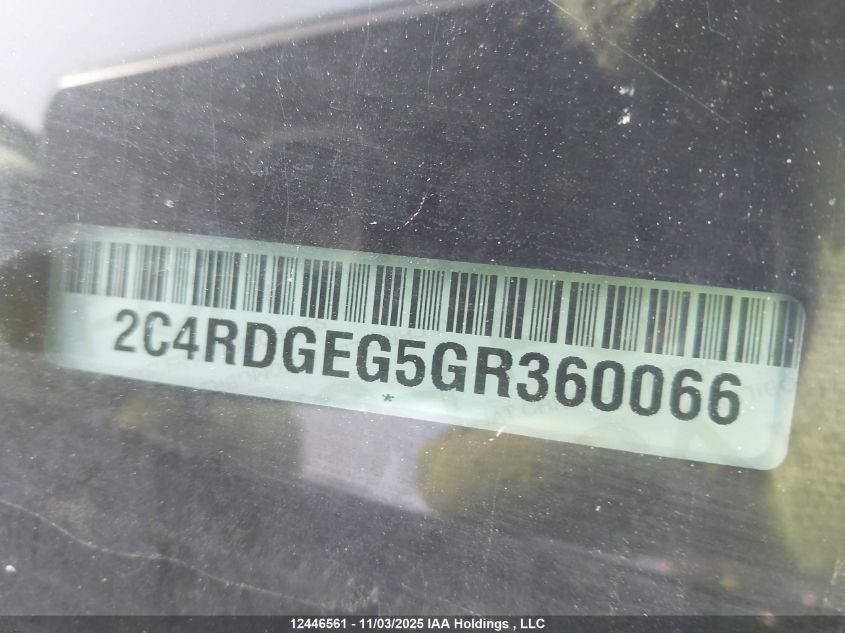 2C4RDGEG5GR360066
*
12446561 - 11/03/2025 IAA Holdings , LLC